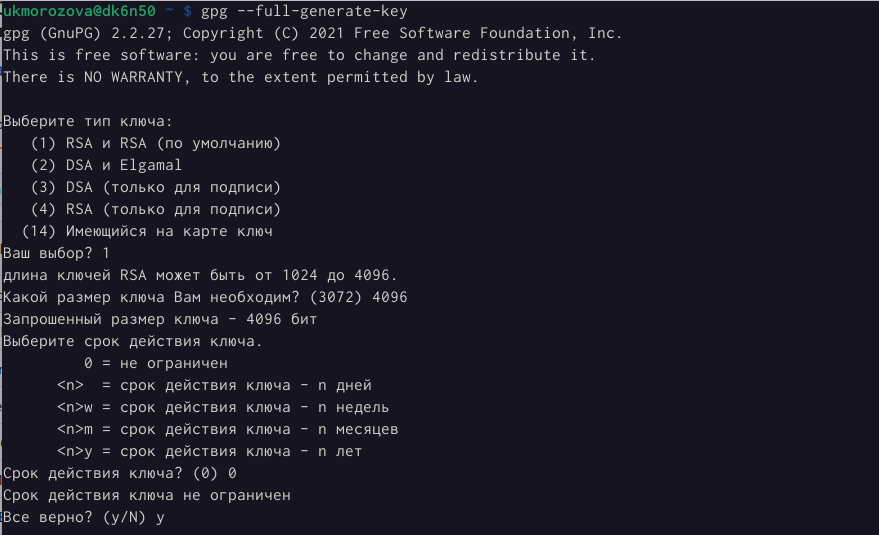 ukmorozova@dk6n50 ~ $ gpg --full-generate-key
gpg (GnuPG) 2.2.27; Copyright (C) 2021 Free Software Foundation, Inc.
This is free software: you are free to change and redistribute it.
There is NO WARRANTY, to the extent permitted by law.

Выберите тип ключа:
   (1) RSA и RSA (по умолчанию)
   (2) DSA и Elgamal
   (3) DSA (только для подписи)
   (4) RSA (только для подписи)
  (14) Имеющийся на карте ключ
Ваш выбор? 1
длина ключей RSA может быть от 1024 до 4096.
Какой размер ключа Вам необходим? (3072) 4096
Запрошенный размер ключа - 4096 бит
Выберите срок действия ключа.
         0 = не ограничен
      <n>  = срок действия ключа - n дней
      <n>w = срок действия ключа - n недель
      <n>m = срок действия ключа - n месяцев
      <n>y = срок действия ключа - n лет
Срок действия ключа? (0) 0
Срок действия ключа не ограничен
Все верно? (y/N) y